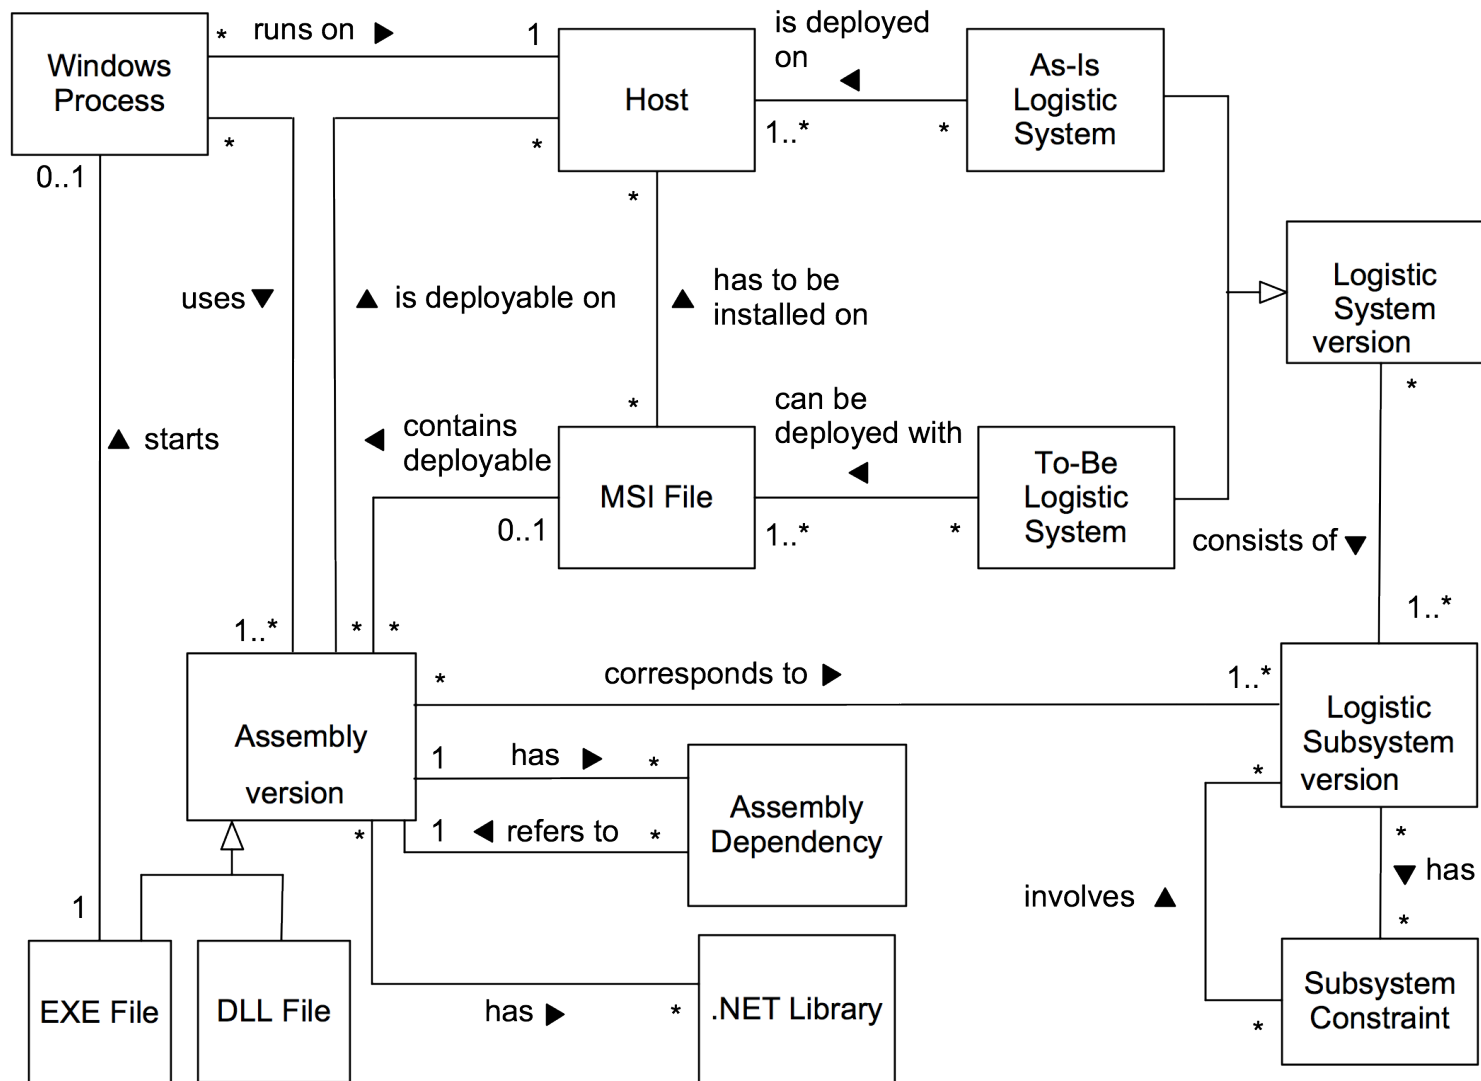 Windows
Process
* runs on ▶ 1
Host
is deployed
on
◀
1..* *
As-Is
Logistic
System
*
*
0..1
*
uses ▼
▲ is deployable on
▲ has to be
installed on
Logistic
System
version
*
▲ starts
contains
◀ deployable
*
MSI File
0..1
can be
deployed with
◀
1..* *
To-Be
Logistic
System
consists of ▼
1..*
1..* * *
Assembly
version
* corresponds to ▶ 1..*
Logistic
Subsystem
version
1 has ▶ *
1 ◀ refers to *
Assembly
Dependency
*
*
*
▼ has
*
involves ▲
*
Subsystem
Constraint
1
EXE File
DLL File
has ▶ *
.NET Library